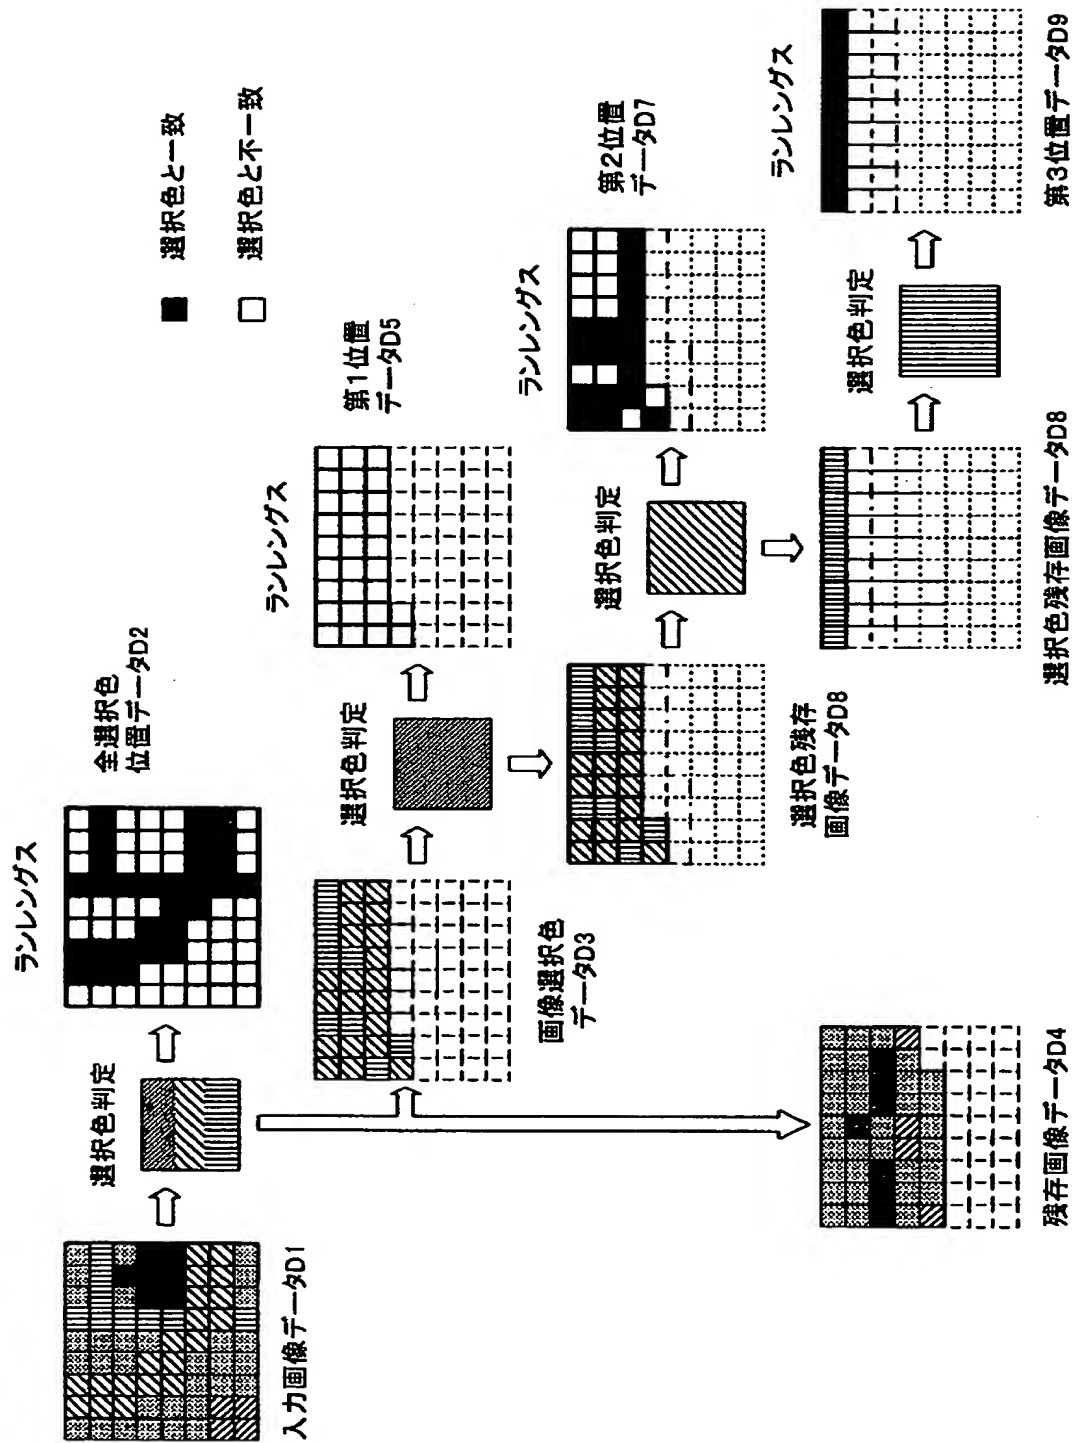 ランレングス
全選択色
位置データD2
選択色判定
入力画像データD1
■ 選択色と一致
□ 選択色と不一致
ランレングス
第1位置
データD5
選択色判定
画像選択色
データD3
ランレングス
第2位置
データD7
選択色判定
選択色残存
画像データD8
ランレングス
選択色判定
第3位置データD9
選択色残存画像データD8
残存画像データD4